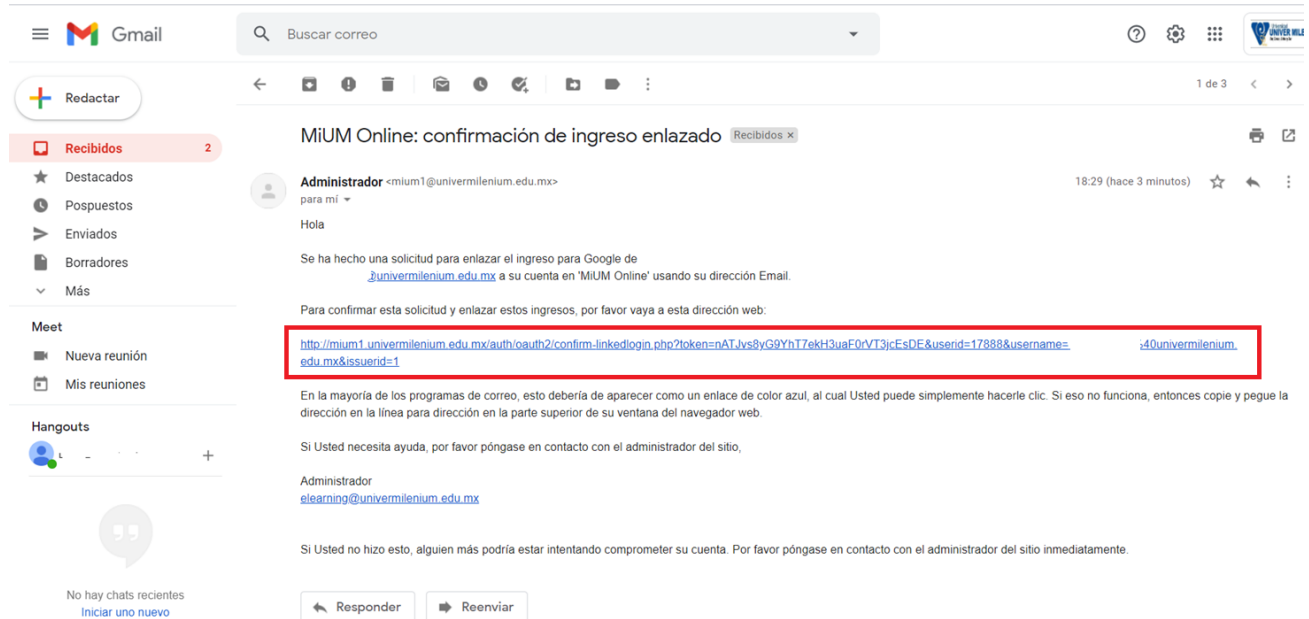 Gmail
Buscar correo
UNIVER MILE
Redactar
1 de 3
Recibidos 2
Destacados
Pospuestos
Enviados
Borradores
Más
Meet
Nueva reunión
Mis reuniones
Hangouts
No hay chats recientes
Iniciar uno nuevo
MiUM Online: confirmación de ingreso enlazado Recibidos ×
Administrador <mium1@univermilenium.edu.mx> 18:29 (hace 3 minutos)
para mí
Hola
Se ha hecho una solicitud para enlazar el ingreso para Google de
univermilenium.edu.mx a su cuenta en 'MiUM Online' usando su dirección Email.
Para confirmar esta solicitud y enlazar estos ingresos, por favor vaya a esta dirección web:
http://mium1.univermilenium.edu.mx/auth/oauth2/confirm-linkedlogin.php?token=nATJvs8yG9YhT7ekH3uaF0rVT3jcEsDE&userid=17888&username= 40univermilenium.
edu.mx&issuerid=1
En la mayoría de los programas de correo, esto debería de aparecer como un enlace de color azul, al cual Usted puede simplemente hacerle clic. Si eso no funciona, entonces copie y pegue la
dirección en la línea para dirección en la parte superior de su ventana del navegador web.
Si Usted necesita ayuda, por favor póngase en contacto con el administrador del sitio,
Administrador
elearning@univermilenium.edu.mx
Si Usted no hizo esto, alguien más podría estar intentando comprometer su cuenta. Por favor póngase en contacto con el administrador del sitio inmediatamente.
Responder
Reenviar